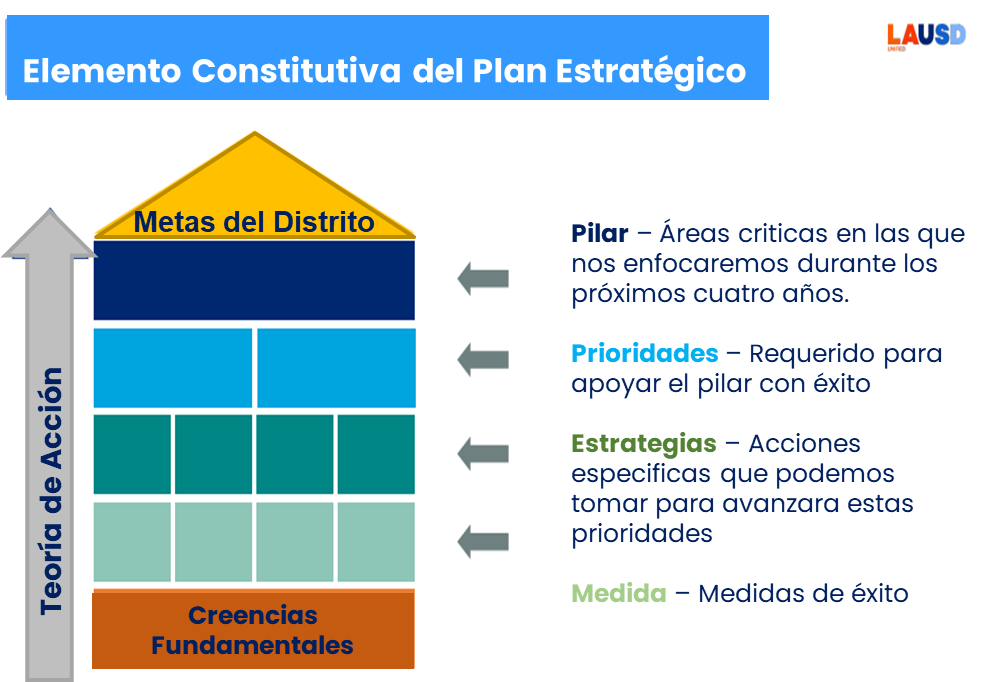 Elemento Constitutiva del Plan Estratégico
LAUSD
UNIFIED
Metas del Distrito
Teoría de Acción
Creencias
Fundamentales
Pilar – Áreas criticas en las que
nos enfocaremos durante los
próximos cuatro años.
Prioridades – Requerido para
apoyar el pilar con éxito
Estrategias – Acciones
especificas que podemos
tomar para avanzara estas
prioridades
Medida – Medidas de éxito